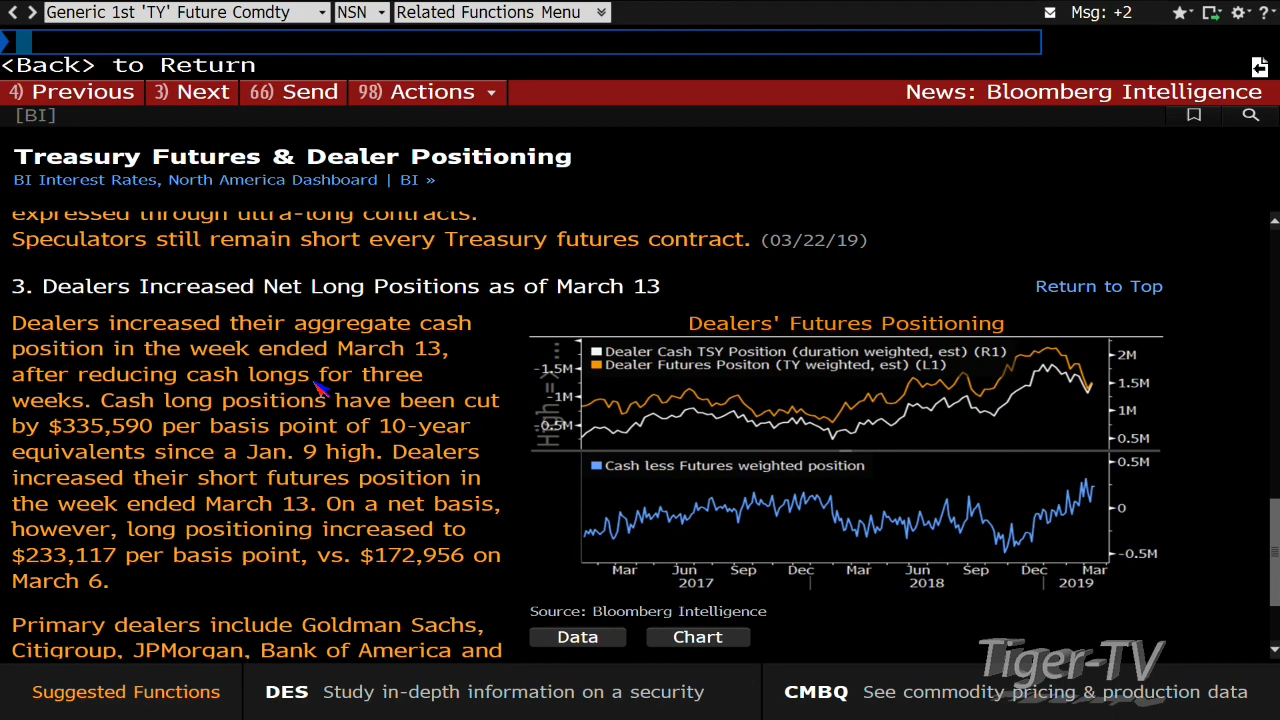 Generic 1st 'TY' Future Comdty NSN Related Functions Menu Msg: +2
<Back> to Return
4) Previous 3) Next 66) Send 98) Actions News: Bloomberg Intelligence
[BI]
Treasury Futures & Dealer Positioning
BI Interest Rates, North America Dashboard | BI »
expressed through ultra-long contracts.
Speculators still remain short every Treasury futures contract. (03/22/19)
3. Dealers Increased Net Long Positions as of March 13
Return to Top
Dealers increased their aggregate cash
position in the week ended March 13,
after reducing cash longs for three
weeks. Cash long positions have been cut
by $335,590 per basis point of 10-year
equivalents since a Jan. 9 high. Dealers
increased their short futures position in
the week ended March 13. On a net basis,
however, long positioning increased to
$233,117 per basis point, vs. $172,956 on
March 6.
Primary dealers include Goldman Sachs,
Citigroup, JPMorgan, Bank of America and
Dealers' Futures Positioning
Dealer Cash TSY Position (duration weighted, est) (R1)
Dealer Futures Positon (TY weighted, est) (L1)
High => ...
-1.5M
-1M
-0.5M
2M
1.5M
1M
0.5M
Cash less Futures weighted position
0.5M
0
-0.5M
Mar Jun Sep Dec Mar Jun Sep Dec Mar
2017 2018 2019
Source: Bloomberg Intelligence
Data Chart
Tiger-TV
Suggested Functions DES Study in-depth information on a security CMBQ See commodity pricing & production data